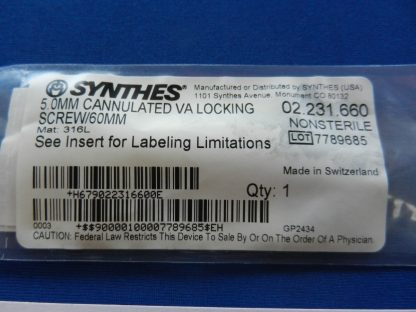 SYNTHES®
Manufactured or Distributed by SYNTHES (USA)
1101 Synthes Avenue, Monument CO 80132
5.0MM CANNULATED VA LOCKING
SCREW/60MM
02.231.660
Mat: 316L
NONSTERILE
See Insert for Labeling Limitations
LOT 7789685
Made in Switzerland
+H679022316600E
Qty: 1
0003
+$$90000100007789685$EH
GP2434
CAUTION: Federal Law Restricts This Device To Sale By Or On The Order Of A Physician.